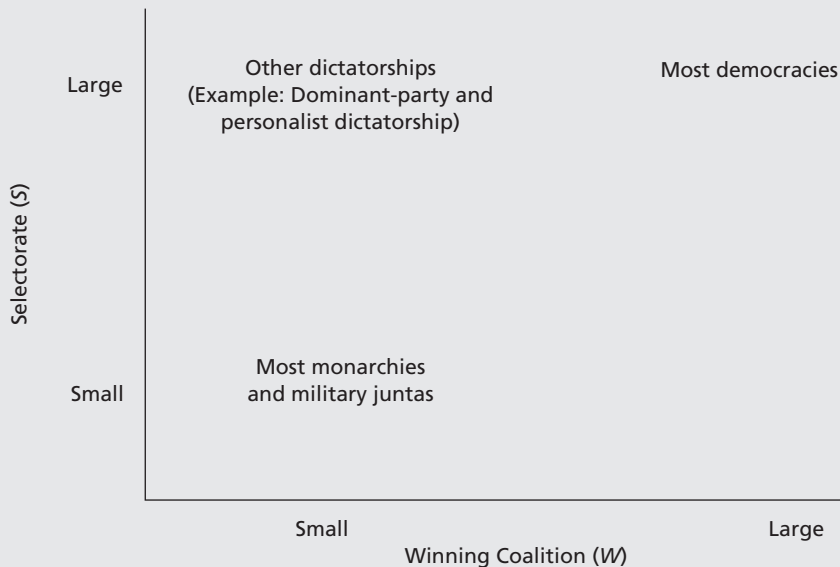 Large
Other dictatorships
(Example: Dominant-party and
personalist dictatorship)
Most democracies
Selectorate (S)
Most monarchies
and military juntas
Small
Small
Large
Winning Coalition (W)